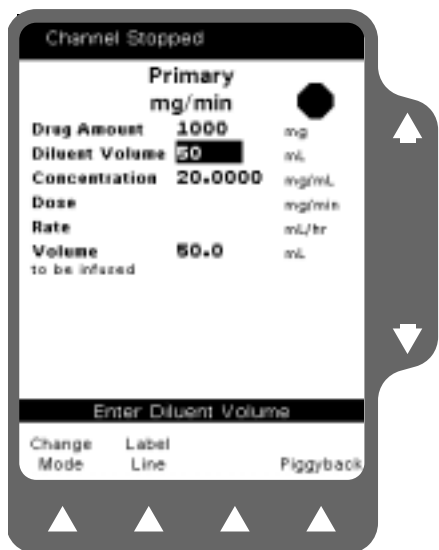 Channel Stopped
Primary
mg/min
Drug Amount 1000 mg
Diluent Volume 50 mL
Concentration 20.0000 mg/mL
Dose mg/min
Rate mL/hr
Volume 50.0 mL
to be infused
Enter Diluent Volume
Change Label
Mode Line Piggyback